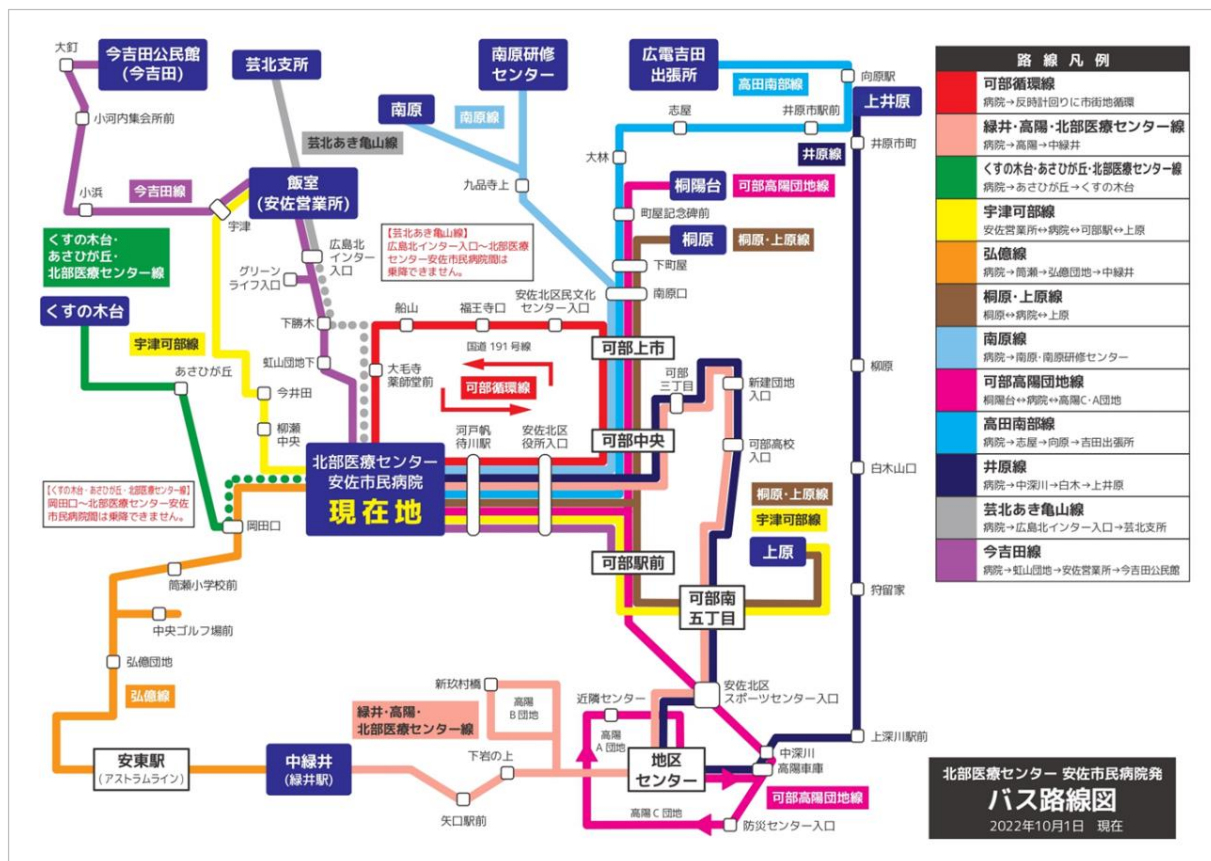 大釘
今吉田公民館
(今吉田)
小河内集会所前
小浜
今吉田線
宇津
芸北支所
芸北あき亀山線
飯室
(安佐営業所)
南原
南原線
南原研修
センター
九品寺上
広電吉田
出張所
高田南部線
向原駅
志屋
井原市駅前
大林
井原線
上井原
井原市町
桐陽台
可部高陽団地線
町屋記念碑前
桐原
桐原・上原線
下町屋
南原口
くすの木台・
あさひが丘・
北部医療センター線
くすの木台
宇津可部線
あさひが丘
今井田
柳瀬
中央
広島北
インター
入口
グリーン
ライフ入口
下勝木
虹山団地下
【芸北あき亀山線】
広島北インター入口~北部医療
センター安佐市民病院間は
乗降できません。
船山
福王寺口
安佐北区民文化
センター入口
国道191号線
大毛寺
薬師堂前
可部循環線
可部上市
可部
三丁目
新建団地
入口
河戸帆
待川駅
安佐北区
役所入口
可部中央
可部高校
入口
柳原
白木山口
北部医療センター
安佐市民病院
現在地
【くすの木台・あさひが丘・北部医療センター線】
岡田口~北部医療センター安佐
市民病院間は乗降できません。
岡田口
桐原・上原線
宇津可部線
上原
可部駅前
可部南
五丁目
狩留家
筒瀬小学校前
中央ゴルフ場前
弘億団地
弘億線
安東駅
(アストラムライン)
中緑井
(緑井駅)
新玖村橋
高陽
B団地
緑井・高陽・
北部医療センター線
下岩の上
矢口駅前
近隣センター
高陽
A団地
地区
センター
安佐北区
スポーツセンター入口
上深川駅前
中深川
高陽車庫
可部高陽団地線
高陽C団地
防災センター入口
路線凡例
可部循環線
病院→反時計回りに市街地循環
緑井・高陽・北部医療センター線
病院→高陽→中緑井
くすの木台・あさひが丘・北部医療センター線
病院→あさひが丘→くすの木台
宇津可部線
安佐営業所↔病院↔可部駅↔上原
弘億線
病院→筒瀬→弘億団地→中緑井
桐原・上原線
桐原↔病院↔上原
南原線
病院→南原・南原研修センター
可部高陽団地線
桐陽台↔病院↔高陽C・A団地
高田南部線
病院→志屋→向原→吉田出張所
井原線
病院→中深川→白木→上井原
芸北あき亀山線
病院→広島北インター入口→芸北支所
今吉田線
病院→虹山団地→安佐営業所→今吉田公民館
北部医療センター 安佐市民病院発
バス路線図
2022年10月1日 現在